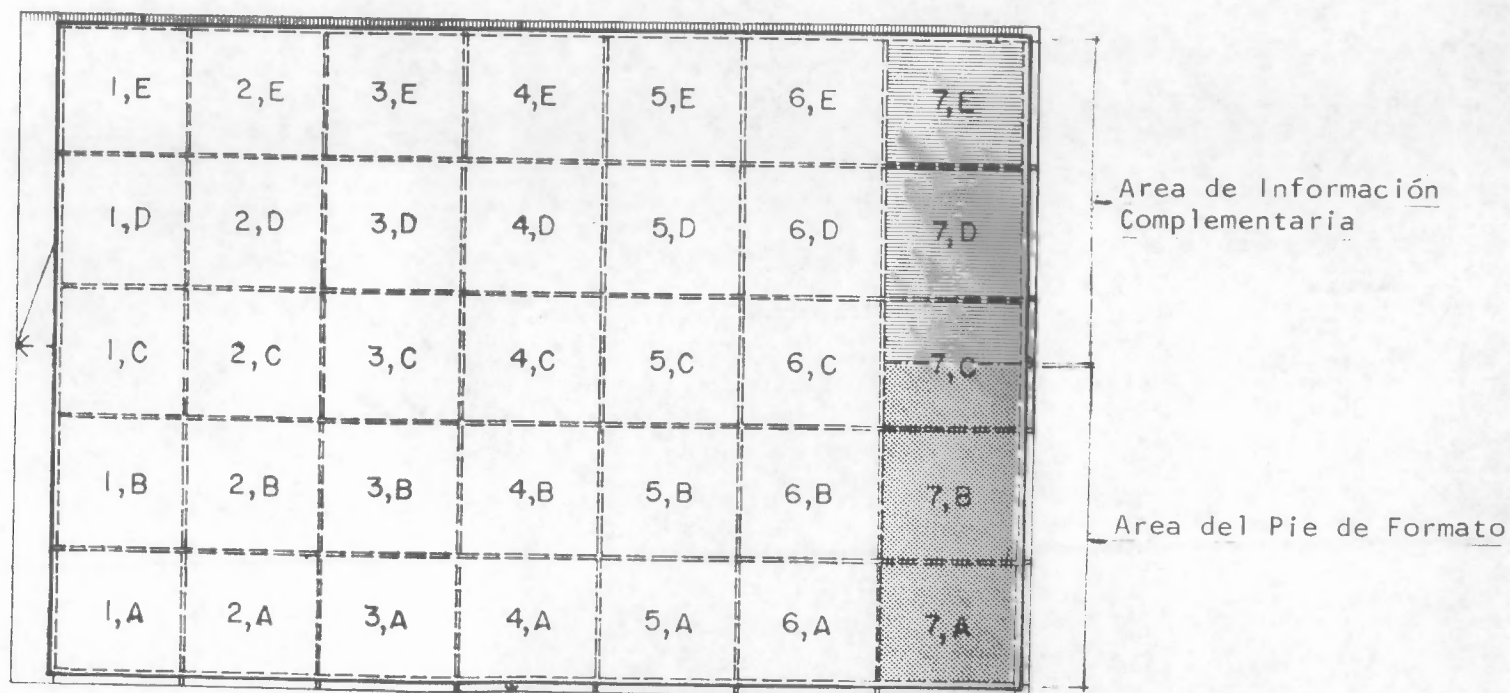 1,E 2,E 3,E 4,E 5,E 6,E 7,E
1,D 2,D 3,D 4,D 5,D 6,D 7,D
Area de Información
Complementaria
1,C 2,C 3,C 4,C 5,C 6,C 7,C
1,B 2,B 3,B 4,B 5,B 6,B 7,B
Area del Pie de Formato
1,A 2,A 3,A 4,A 5,A 6,A 7,A